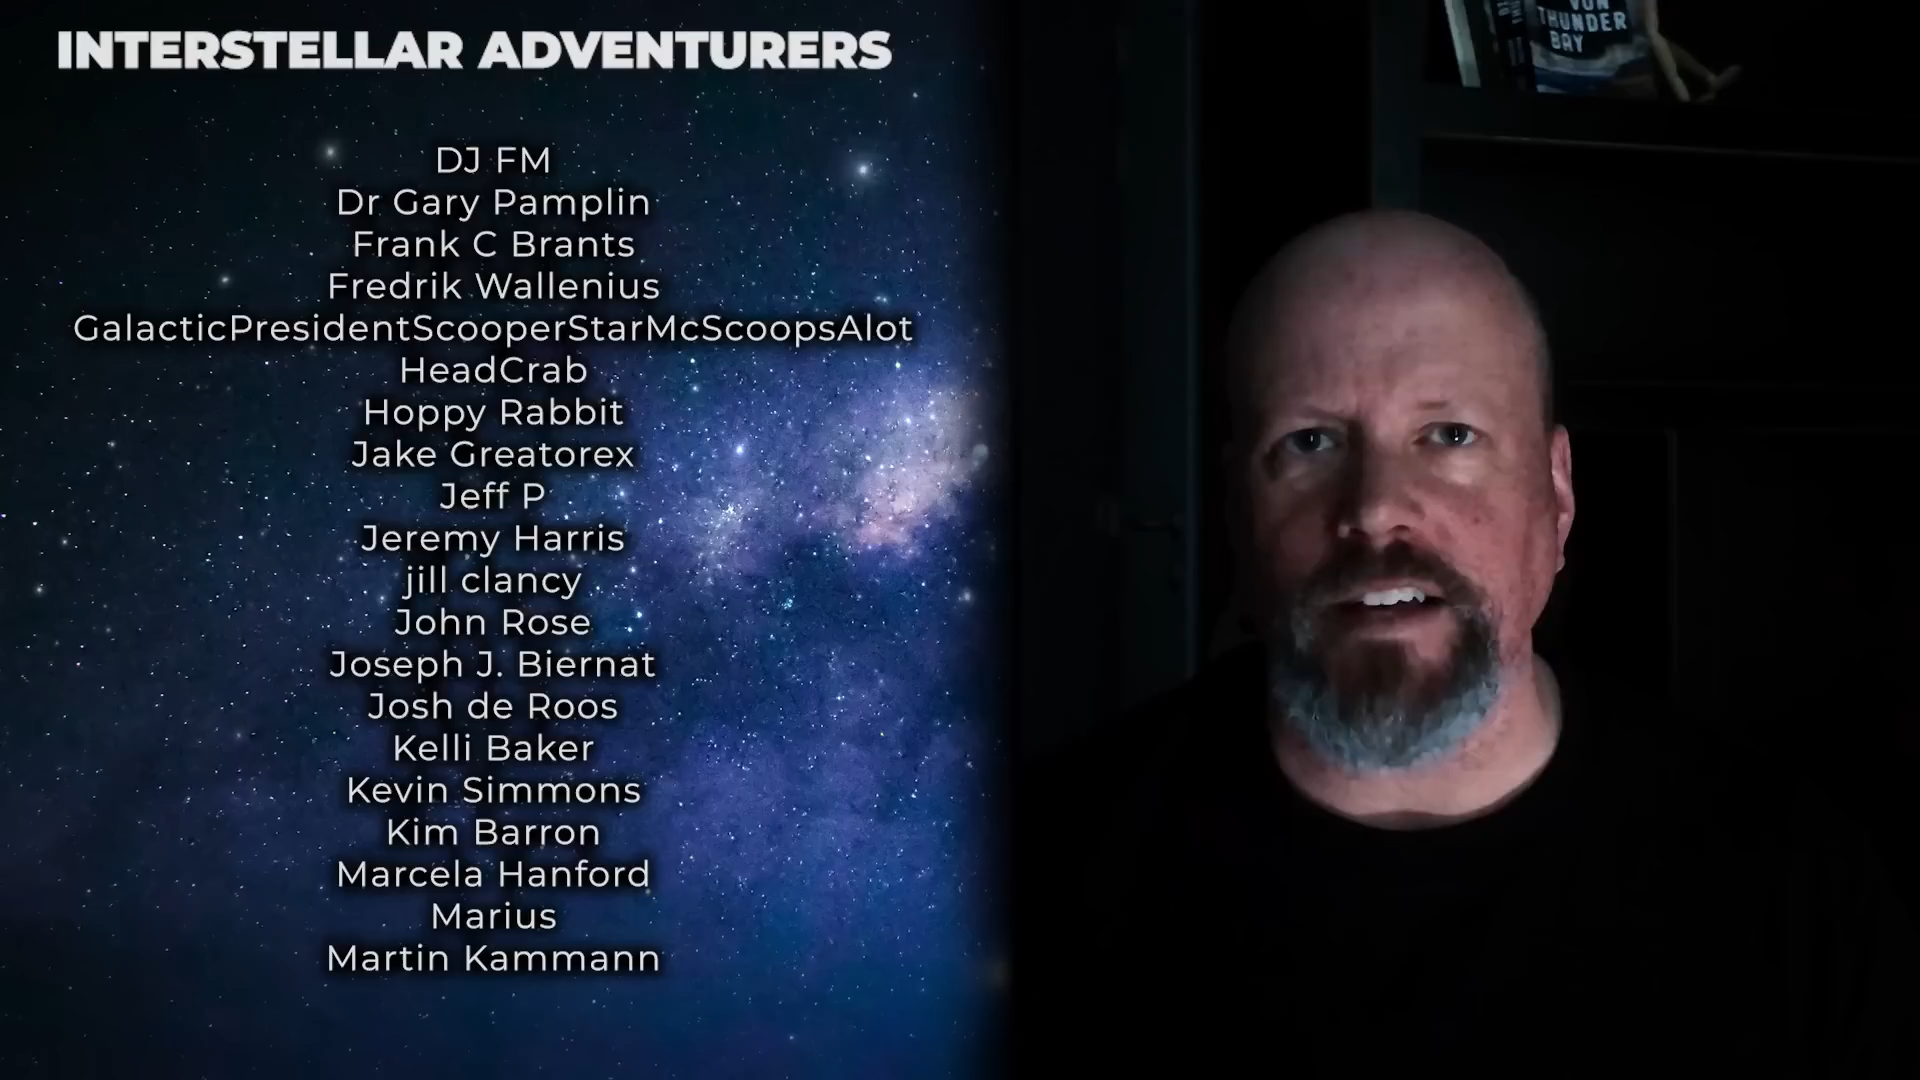 INTERSTELLAR ADVENTURERS
DJ FM
Dr Gary Pamplin
Frank C Brants
Fredrik Wallenius
GalacticPresidentScooperStarMcScoopsAlot
HeadCrab
Hoppy Rabbit
Jake Greatorex
Jeff P
Jeremy Harris
jill clancy
John Rose
Joseph J. Biernat
Josh de Roos
Kelli Baker
Kevin Simmons
Kim Barron
Marcela Hanford
Marius
Martin Kammann
VON
THUNDER
BAY